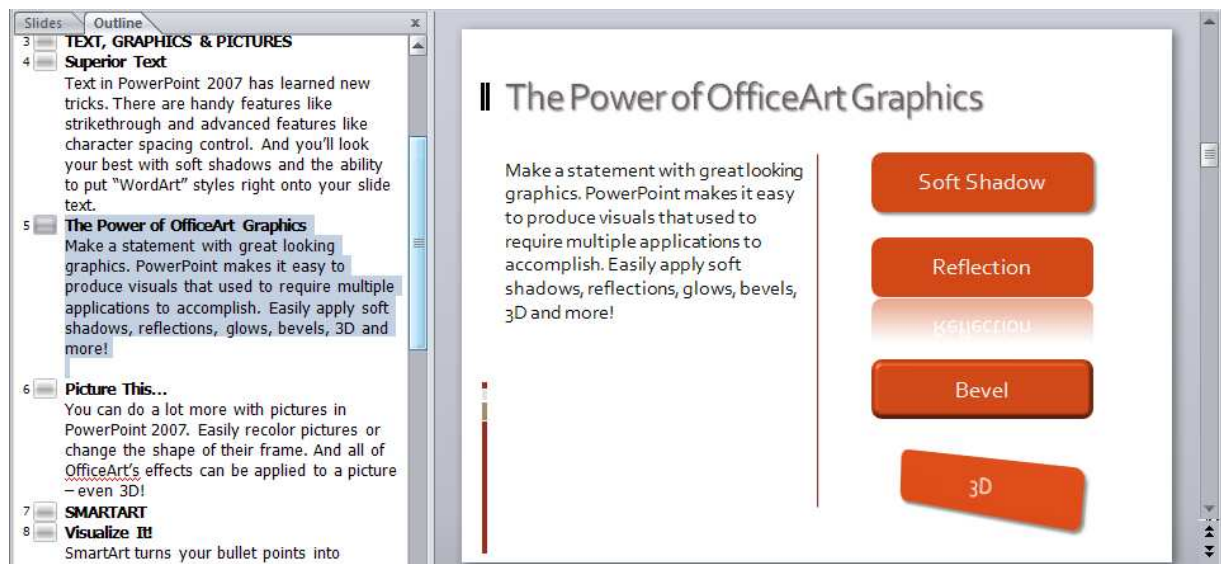 Slides Outline x
3 TEXT, GRAPHICS & PICTURES
4 Superior Text
Text in PowerPoint 2007 has learned new
tricks. There are handy features like
strikethrough and advanced features like
character spacing control. And you'll look
your best with soft shadows and the ability
to put "WordArt" styles right onto your slide
text.
5 The Power of OfficeArt Graphics
Make a statement with great looking
graphics. PowerPoint makes it easy to
produce visuals that used to require multiple
applications to accomplish. Easily apply soft
shadows, reflections, glows, bevels, 3D and
more!
6 Picture This...
You can do a lot more with pictures in
PowerPoint 2007. Easily recolor pictures or
change the shape of their frame. And all of
OfficeArt's effects can be applied to a picture
– even 3D!
7 SMARTART
8 Visualize It!
SmartArt turns your bullet points into
The Power of OfficeArt Graphics
Make a statement with great looking
graphics. PowerPoint makes it easy
to produce visuals that used to
require multiple applications to
accomplish. Easily apply soft
shadows, reflections, glows, bevels,
3D and more!
Soft Shadow
Reflection
Reflection
Bevel
3D